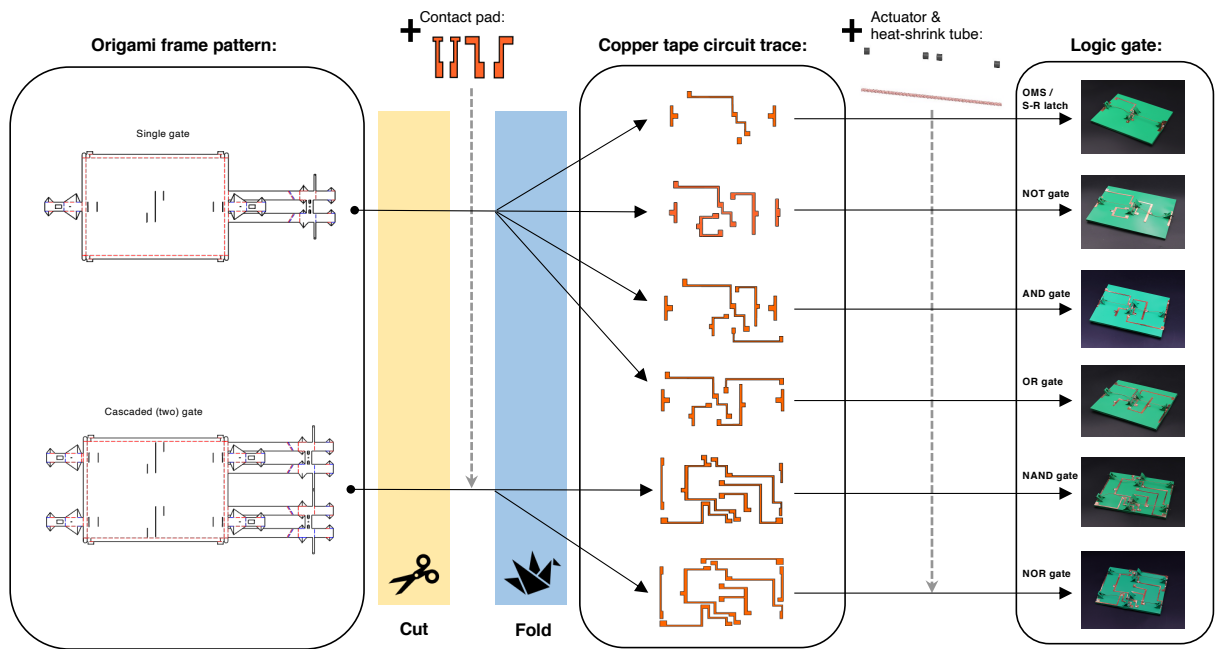 Contact pad:
Actuator &
heat-shrink tube:
Origami frame pattern:
Copper tape circuit trace:
Logic gate:
Single gate
OMS /
S-R latch
NOT gate
AND gate
OR gate
Cascaded (two) gate
NAND gate
NOR gate
Cut
Fold